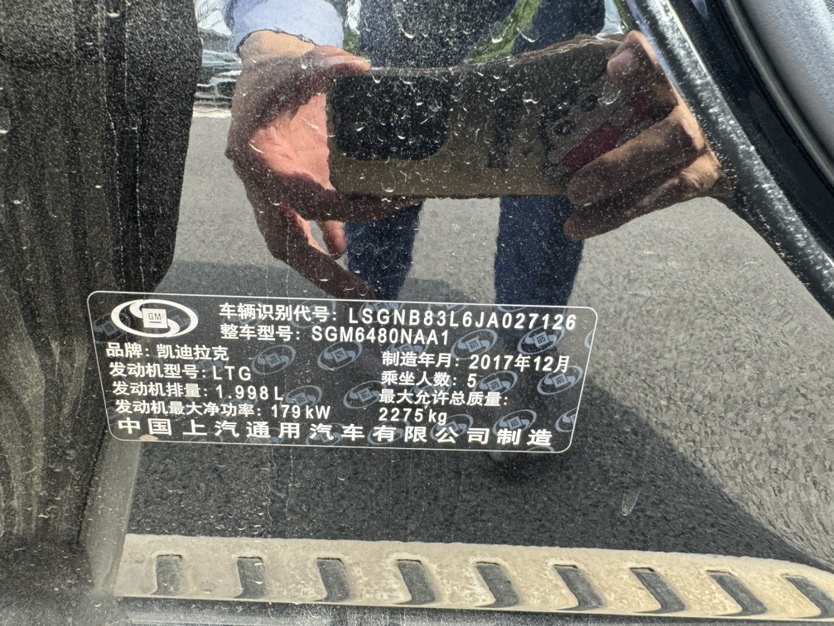 GM
车辆识别代号: LSGNB83L6JA027126
整车型号: SGM6480NAA1
品牌: 凯迪拉克
制造年月: 2017年12月
发动机型号: LTG
乘坐人数: 5
发动机排量: 1.998L
最大允许总质量:
发动机最大净功率: 179kW
2275kg
中国上汽通用汽车有限公司制造